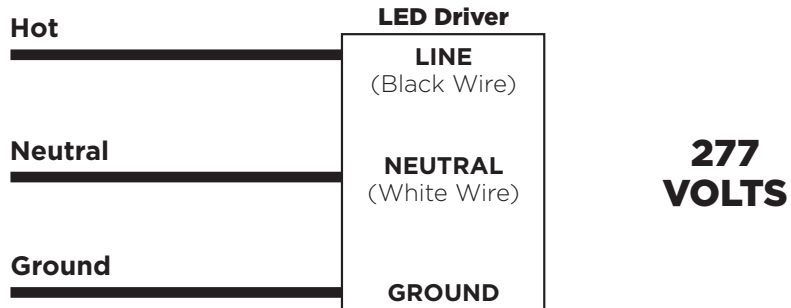 LED Driver
Hot
LINE
(Black Wire)
Neutral
NEUTRAL
(White Wire)
277
VOLTS
Ground
GROUND